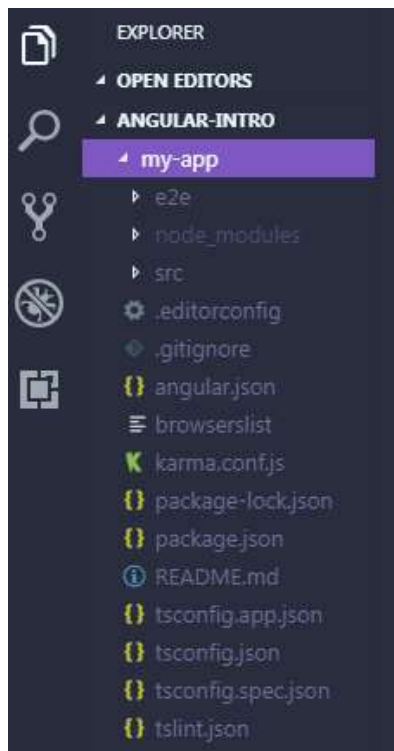 EXPLORER
OPEN EDITORS
ANGULAR-INTRO
my-app
e2e
node_modules
src
.editorconfig
.gitignore
angular.json
browserslist
karma.conf.js
package-lock.json
package.json
README.md
tsconfig.app.json
tsconfig.json
tsconfig.spec.json
tslint.json